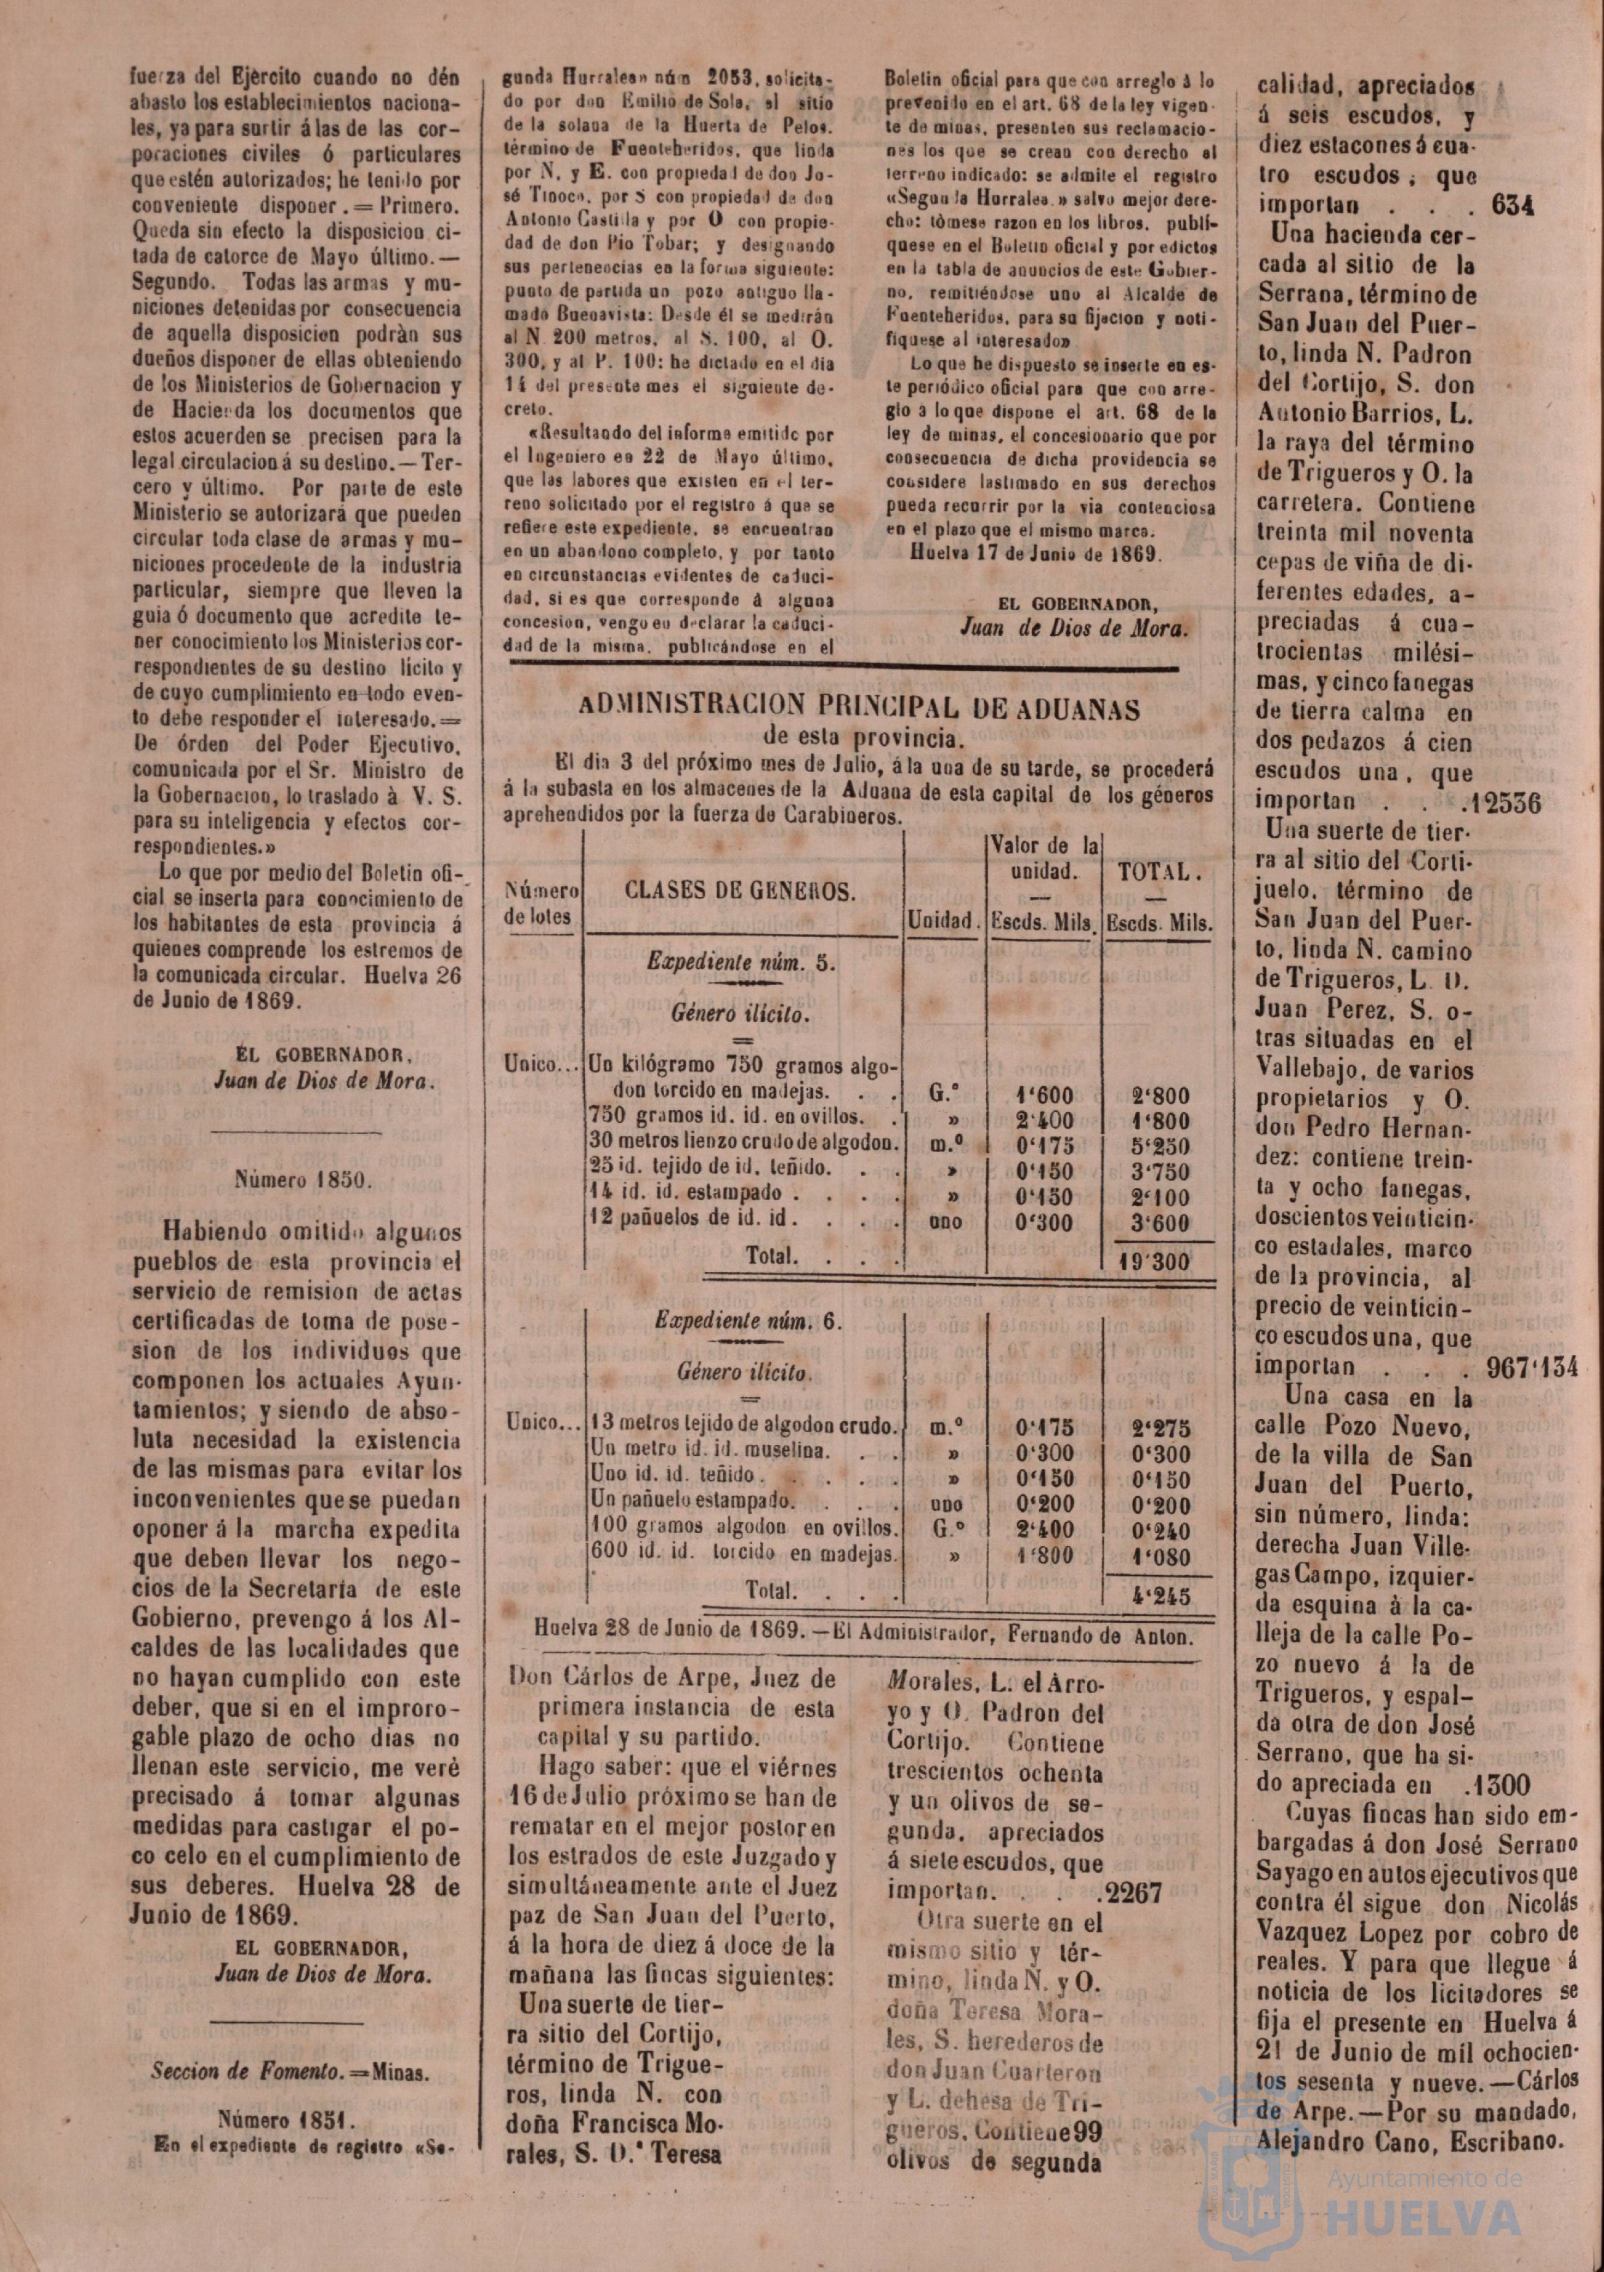 fuerza del Ejército cuando no dén
abasto los establecimientos naciona-
les, ya para surtir á las de las cor-
poraciones civiles ó particulares
que estén autorizados; he tenido por
conveniente disponer.=Primero.
Queda sin efecto la disposicion ci-
tada de catorce de Mayo último.—
Segundo. Todas las armas y mu-
niciones detenidas por consecuencia
de aquella disposicion podràn sus
dueños disponer de ellas obteniendo
de los Ministerios de Gobernacion y
de Hacienda los documentos que
estos acuerden se precisen para la
legal circulacion á su destino.—Ter-
cero y último. Por parte de este
Ministerio se autorizará que pueden
circular toda clase de armas y mu-
niciones procedente de la industria
particular, siempre que lleven la
guia ó documento que acredite te-
ner conocimiento los Ministerios cor-
respondientes de su destino lícito y
de cuyo cumplimiento en todo even-
to debe responder el interesado.=
De órden del Poder Ejecutivo,
comunicada por el Sr. Ministro de
la Gobernacion, lo traslado à V. S.
para su inteligencia y efectos cor-
respondientes.»
Lo que por medio del Boletin ofi-
cial se inserta para conocimiento de
los habitantes de esta provincia á
quienes comprende los estremos de
la comunicada circular. Huelva 26
de Junio de 1869.
EL GOBERNADOR,
Juan de Dios de Mora.
Número 1850.
Habiendo omitido algunos
pueblos de esta provincia el
servicio de remision de actas
certificadas de toma de pose-
sion de los individuos que
componen los actuales Ayun-
tamientos; y siendo de abso-
luta necesidad la existencia
de las mismas para evitar los
inconvenientes que se puedan
oponer á la marcha expedita
que deben llevar los nego-
cios de la Secretaría de este
Gobierno, prevengo á los Al-
caldes de las localidades que
no hayan cumplido con este
deber, que si en el improro-
gable plazo de ocho dias no
llenan este servicio, me veré
precisado á tomar algunas
medidas para castigar el po-
co celo en el cumplimiento de
sus deberes. Huelva 28 de
Junio de 1869.
EL GOBERNADOR,
Juan de Dios de Mora.
Seccion de Fomento.=Minas.
Número 1851.
En el expediente de registro «Se-
gunda Hurralea» núm 2053, solicita-
do por don Emilio de Sola, al sitio
de la solana de la Huerta de Pelos.
término de Fuenteheridos, que linda
por N. y E. con propiedad de don Jo-
sé Tinoco, por S con propiedad de don
Antonio Castilla y por O con propie-
dad de don Pio Tobar; y designando
sus pertenencias en la forma siguiente:
punto de partida un pozo antiguo lla-
mado Buenavista: Desde él se medirán
al N. 200 metros, al S. 100, al O.
300, y al P. 100: he dictado en el dia
14 del presente mes el siguiente de-
creto.
«Resultando del informe emitido por
el Ingeniero en 22 de Mayo último,
que las labores que existen en el ter-
reno solicitado por el registro á que se
refiere este expediente, se encuentran
en un abandono completo, y por tanto
en circunstancias evidentes de caduci-
dad, si es que corresponde á alguna
concesion, vengo en declarar la caduci-
dad de la misma, publicándose en el
Boletin oficial para que con arreglo á lo
prevenido en el art. 68 de la ley vigen-
te de minas, presenten sus reclamacio-
nes los que se crean con derecho al
terreno indicado: se admite el registro
«Segunda Hurralea.» salvo mejor dere-
cho: tómese razon en los libros, publí-
quese en el Boletin oficial y por edictos
en la tabla de anuncios de este Gobier-
no, remitiéndose uno al Alcalde de
Fuenteheridos, para su fijacion y noti-
fíquese al interesado»
Lo que he dispuesto se inserte en es-
te periódico oficial para que con arre-
glo á lo que dispone el art. 68 de la
ley de minas, el concesionario que por
consecuencia de dicha providencia se
considere lastimado en sus derechos
pueda recurrir por la via contenciosa
en el plazo que el mismo marca.
Huelva 17 de Junio de 1869.
EL GOBERNADOR,
Juan de Dios de Mora.
ADMINISTRACION PRINCIPAL DE ADUANAS
de esta provincia.
El dia 3 del próximo mes de Julio, á la una de su tarde, se procederá
á la subasta en los almacenes de la Aduana de esta capital de los géneros
aprehendidos por la fuerza de Carabineros.
Número de lotes | CLASES DE GENEROS. | Unidad. | Valor de la unidad. — Escds. Mils. | TOTAL. — Escds. Mils.
Expediente núm. 5.
Género ilícito.
Unico... Un kilógramo 750 gramos algo-
don torcido en madejas. . . G.º 1‘600 2‘800
750 gramos id. id. en ovillos. . » 2‘400 1‘800
30 metros lienzo crudo de algodon. m.º 0‘175 5‘250
25 id. tejido de id. teñido. . . » 0‘150 3‘750
14 id. id. estampado . . . . » 0‘150 2‘100
12 pañuelos de id. id. . . . uno 0‘300 3‘600
Total. . . . 19‘300
Expediente núm. 6.
Género ilícito.
Unico... 13 metros tejido de algodon crudo. m.º 0‘175 2‘275
Un metro id. id. muselina. . . » 0‘300 0‘300
Uno id. id. teñido . . . . » 0‘150 0‘150
Un pañuelo estampado. . . . uno 0‘200 0‘200
100 gramos algodon en ovillos. G.º 2‘400 0‘240
600 id. id. torcido en madejas. » 1‘800 1‘080
Total. . . . 4‘245
Huelva 28 de Junio de 1869.—El Administrador, Fernando de Anton.
Don Cárlos de Arpe, Juez de
primera instancia de esta
capital y su partido.
Hago saber: que el viérnes
16 de Julio próximo se han de
rematar en el mejor postor en
los estrados de este Juzgado y
simultáneamente ante el Juez
paz de San Juan del Puerto,
á la hora de diez á doce de la
mañana las fincas siguientes:
Una suerte de tier-
ra sitio del Cortijo,
término de Trigue-
ros, linda N. con
doña Francisca Mo-
rales, S. D.ª Teresa
Morales, L. el Arro-
yo y O. Padron del
Cortijo. Contiene
trescientos ochenta
y un olivos de se-
gunda, apreciados
á siete escudos, que
importan. . . .2267
Otra suerte en el
mismo sitio y tér-
mino, linda N. y O.
doña Teresa Mora-
les, S. herederos de
don Juan Cuarteron
y L. dehesa de Tri-
gueros. Contiene 99
olivos de segunda
calidad, apreciados
á seis escudos, y
diez estacones á cua-
tro escudos; que
importan . . . 634
Una hacienda cer-
cada al sitio de la
Serrana, término de
San Juan del Puer-
to, linda N. Padron
del Cortijo, S. don
Antonio Barrios, L.
la raya del término
de Trigueros y O. la
carretera. Contiene
treinta mil noventa
cepas de viña de di-
ferentes edades, a-
preciadas á cua-
trocientas milési-
mas, y cinco fanegas
de tierra calma en
dos pedazos á cien
escudos una, que
importan . . .12536
Una suerte de tier-
ra al sitio del Corti-
juelo, término de
San Juan del Puer-
to, linda N. camino
de Trigueros, L. D.
Juan Perez, S. o-
tras situadas en el
Vallebajo, de varios
propietarios y O.
don Pedro Hernan-
dez: contiene trein-
ta y ocho fanegas,
doscientos veinticin-
co estadales, marco
de la provincia, al
precio de veinticin-
co escudos una, que
importan . . . 967‘134
Una casa en la
calle Pozo Nuevo,
de la villa de San
Juan del Puerto,
sin número, linda:
derecha Juan Ville-
gas Campo, izquier-
da esquina à la ca-
lleja de la calle Po-
zo nuevo á la de
Trigueros, y espal-
da otra de don José
Serrano, que ha si-
do apreciada en .1300
Cuyas fincas han sido em-
bargadas á don José Serrano
Sayago en autos ejecutivos que
contra él sigue don Nicolás
Vazquez Lopez por cobro de
reales. Y para que llegue á
noticia de los licitadores se
fija el presente en Huelva á
21 de Junio de mil ochocien-
tos sesenta y nueve.—Cárlos
de Arpe.—Por su mandado,
Alejandro Cano, Escribano.
Ayuntamiento de
HUELVA